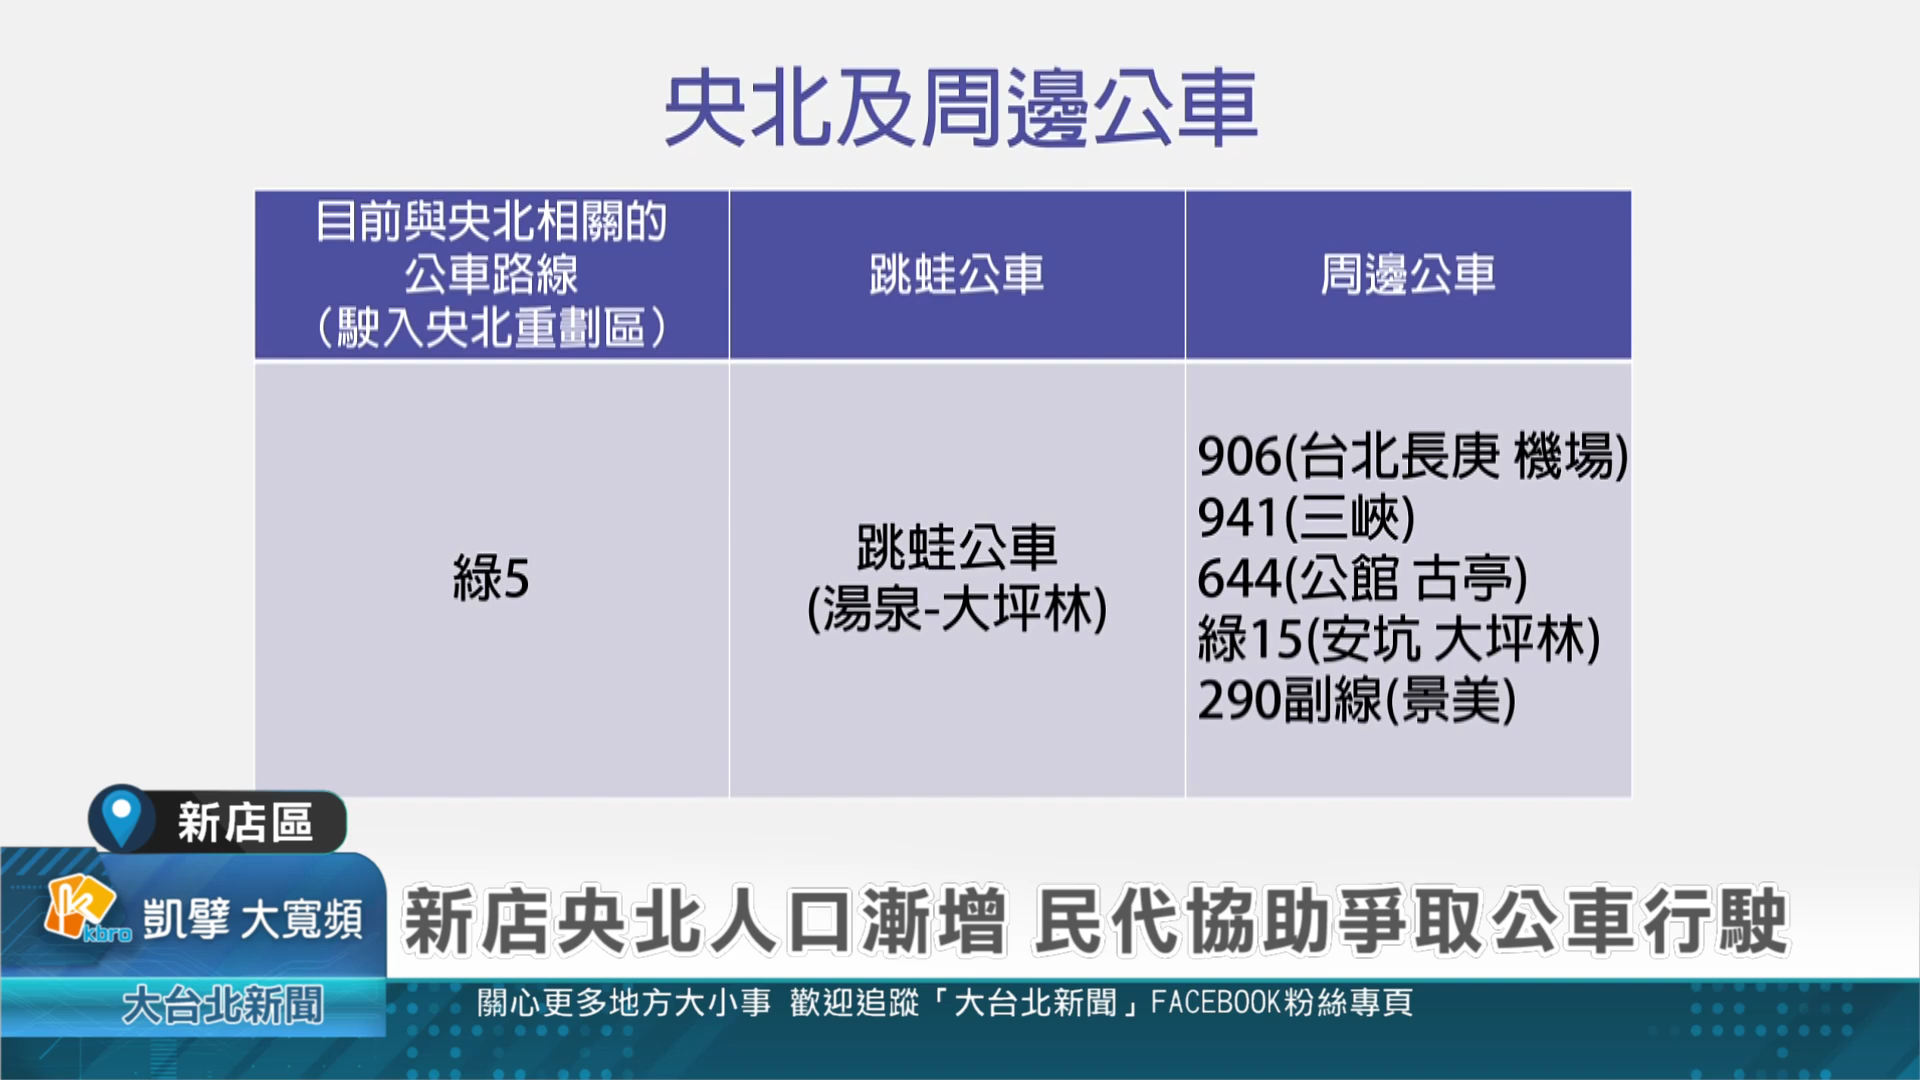 央北及周邊公車
目前與央北相關的
公車路線
（駛入央北重劃區）
跳蛙公車
周邊公車
綠5
跳蛙公車
(湯泉-大坪林)
906(台北長庚 機場)
941(三峽)
644(公館 古亭)
綠15(安坑 大坪林)
290副線(景美)
新店區
kbro
凱擘 大寬頻
新店央北人口漸增 民代協助爭取公車行駛
大台北新聞
關心更多地方大小事 歡迎追蹤「大台北新聞」FACEBOOK粉絲專頁